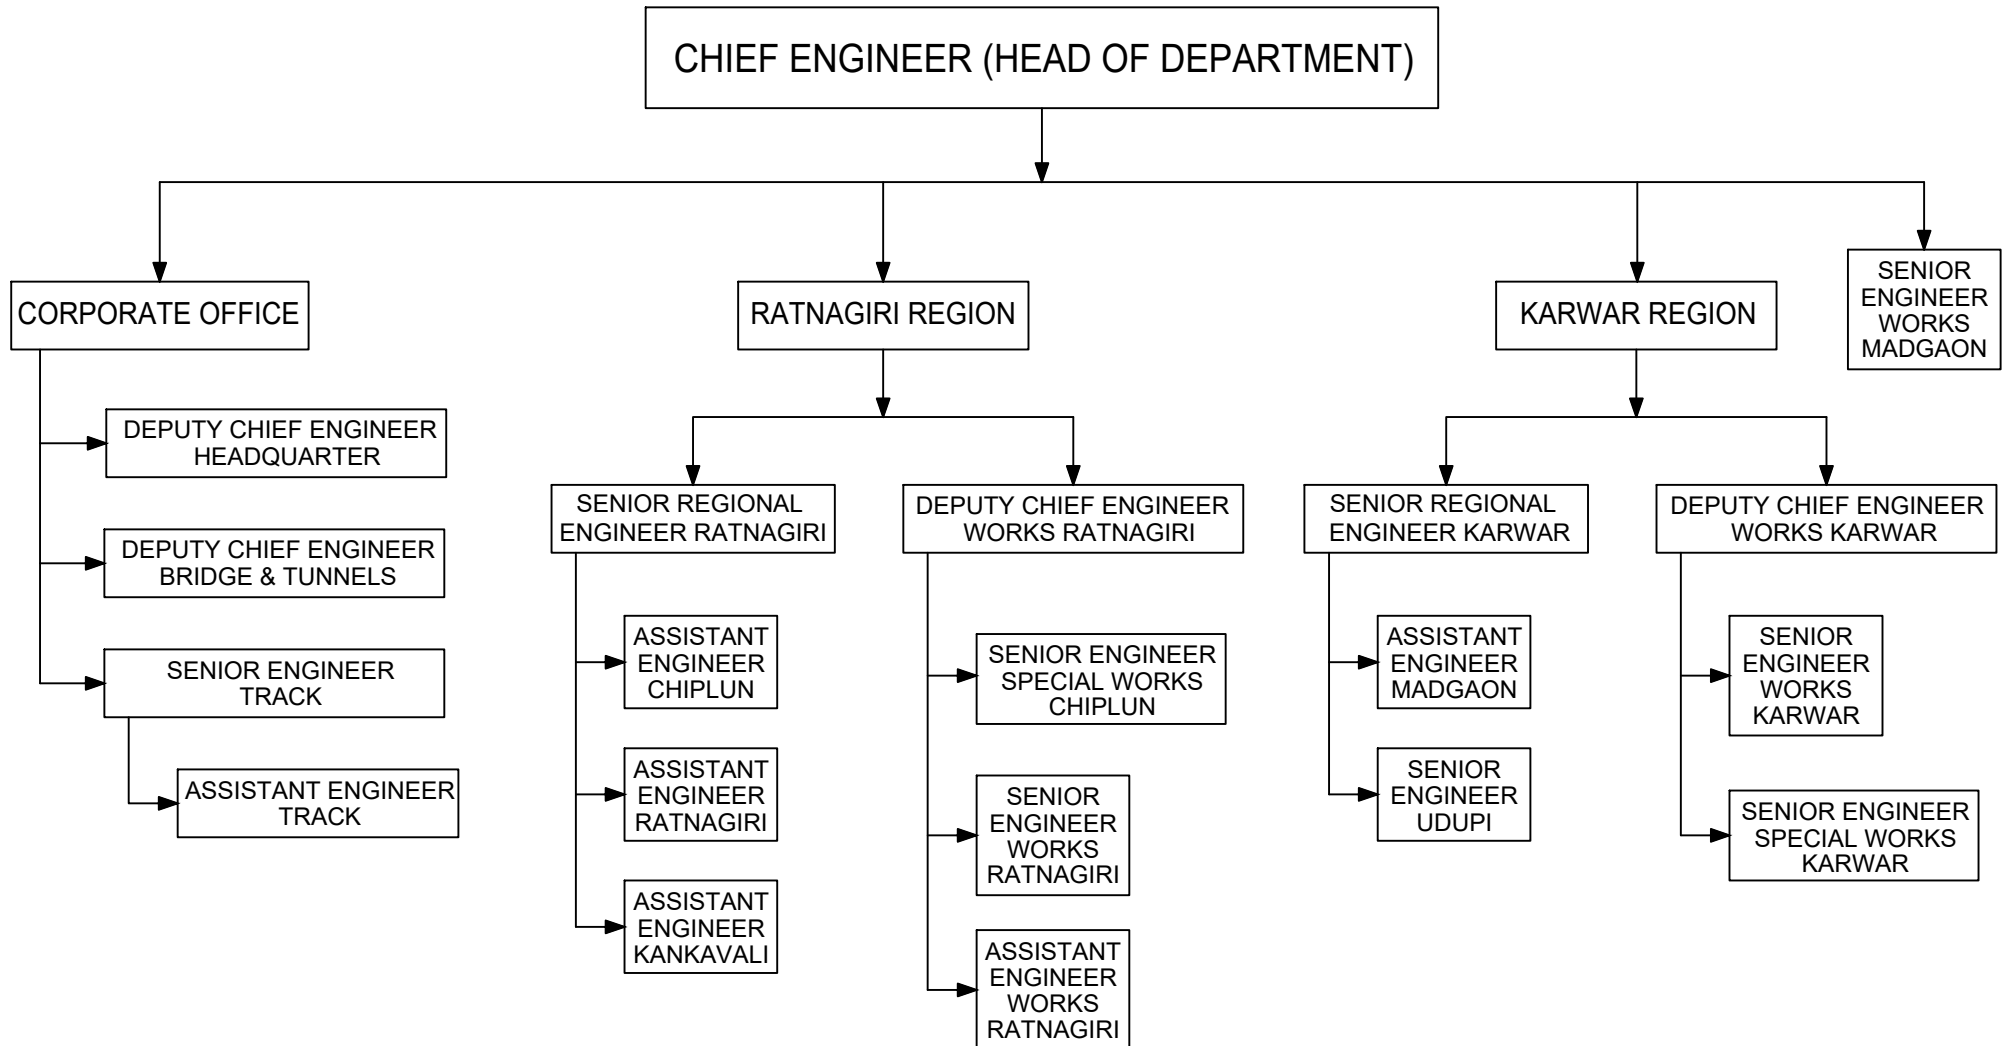 CHIEF ENGINEER (HEAD OF DEPARTMENT)
CORPORATE OFFICE
DEPUTY CHIEF ENGINEER
HEADQUARTER
DEPUTY CHIEF ENGINEER
BRIDGE & TUNNELS
SENIOR ENGINEER
TRACK
ASSISTANT ENGINEER
TRACK
RATNAGIRI REGION
SENIOR REGIONAL
ENGINEER RATNAGIRI
ASSISTANT
ENGINEER
CHIPLUN
ASSISTANT
ENGINEER
RATNAGIRI
ASSISTANT
ENGINEER
KANKAVALI
DEPUTY CHIEF ENGINEER
WORKS RATNAGIRI
SENIOR ENGINEER
SPECIAL WORKS
CHIPLUN
SENIOR
ENGINEER
WORKS
RATNAGIRI
ASSISTANT
ENGINEER
WORKS
RATNAGIRI
KARWAR REGION
SENIOR REGIONAL
ENGINEER KARWAR
ASSISTANT
ENGINEER
MADGAON
SENIOR
ENGINEER
UDUPI
DEPUTY CHIEF ENGINEER
WORKS KARWAR
SENIOR
ENGINEER
WORKS
KARWAR
SENIOR ENGINEER
SPECIAL WORKS
KARWAR
SENIOR
ENGINEER
WORKS
MADGAON